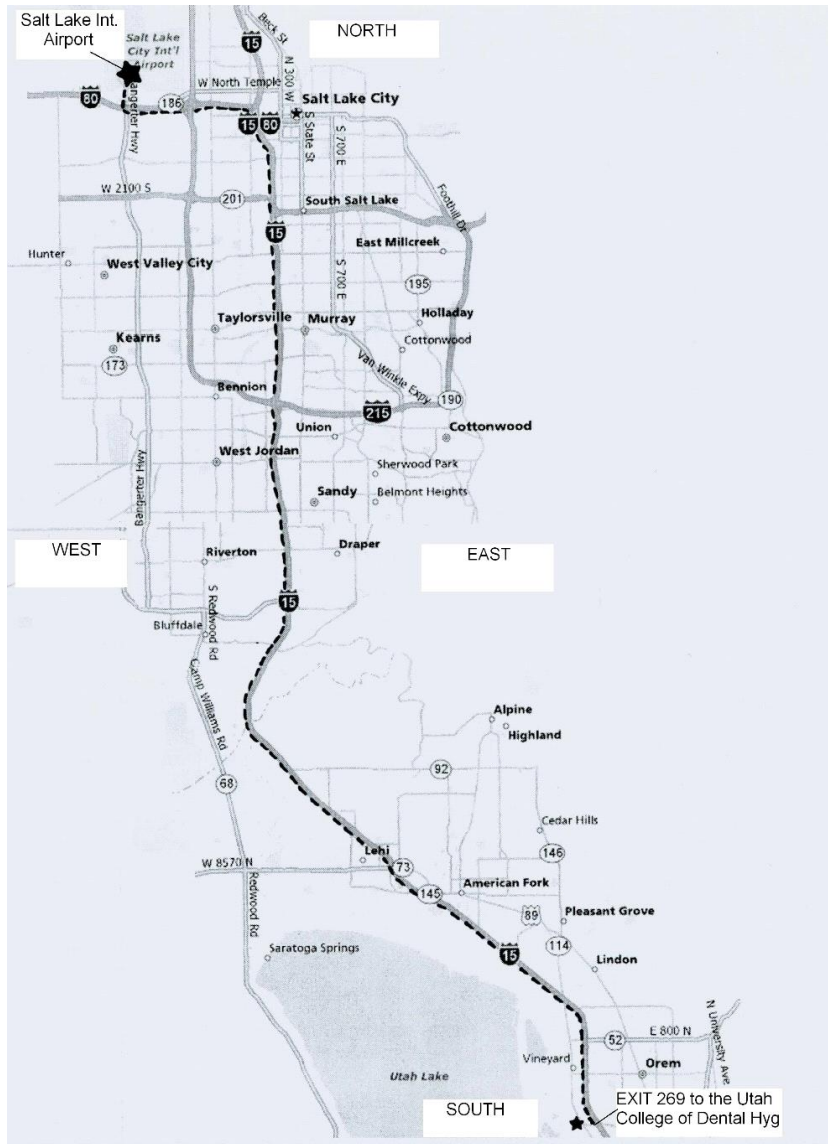 Salt Lake Int.
Airport
Salt Lake
City Int'l
Airport
NORTH
Beck St
15
N 300 W
W North Temple
80
186
Salt Lake City
15
80
Bangerter Hwy
S State St
S 700 E
Foothill Dr
W 2100 S
201
South Salt Lake
15
East Millcreek
Hunter
West Valley City
S 700 E
195
Taylorsville
Murray
Holladay
Cottonwood
Kearns
173
Van Winkle Expy
Bennion
190
215
Union
Cottonwood
West Jordan
Sherwood Park
Bangerter Hwy
Sandy
Belmont Heights
WEST
Riverton
Draper
EAST
S Redwood Rd
15
Bluffdale
Camp Williams Rd
Alpine
Highland
92
68
Cedar Hills
Lehi
146
W 8570 N
73
American Fork
145
Redwood Rd
89
Pleasant Grove
114
Saratoga Springs
15
Lindon
N University Ave
E 800 N
52
Vineyard
Orem
Utah Lake
SOUTH
EXIT 269 to the Utah
College of Dental Hyg